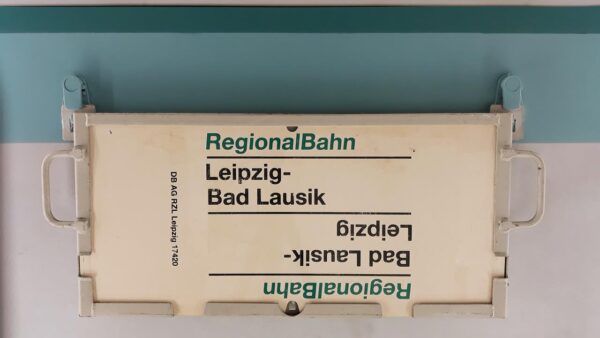 RegionalBahn
Leipzig-
Bad Lausik
DB AG RZL Leipzig 17420
RegionalBahn
Bad Lausik-
Leipzig